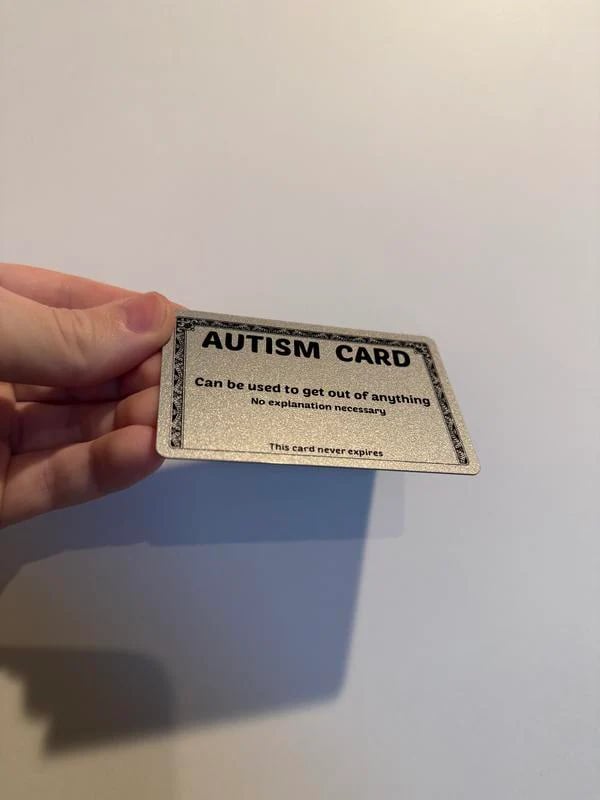 AUTISM CARD
Can be used to get out of anything
No explanation necessary
This card never expires